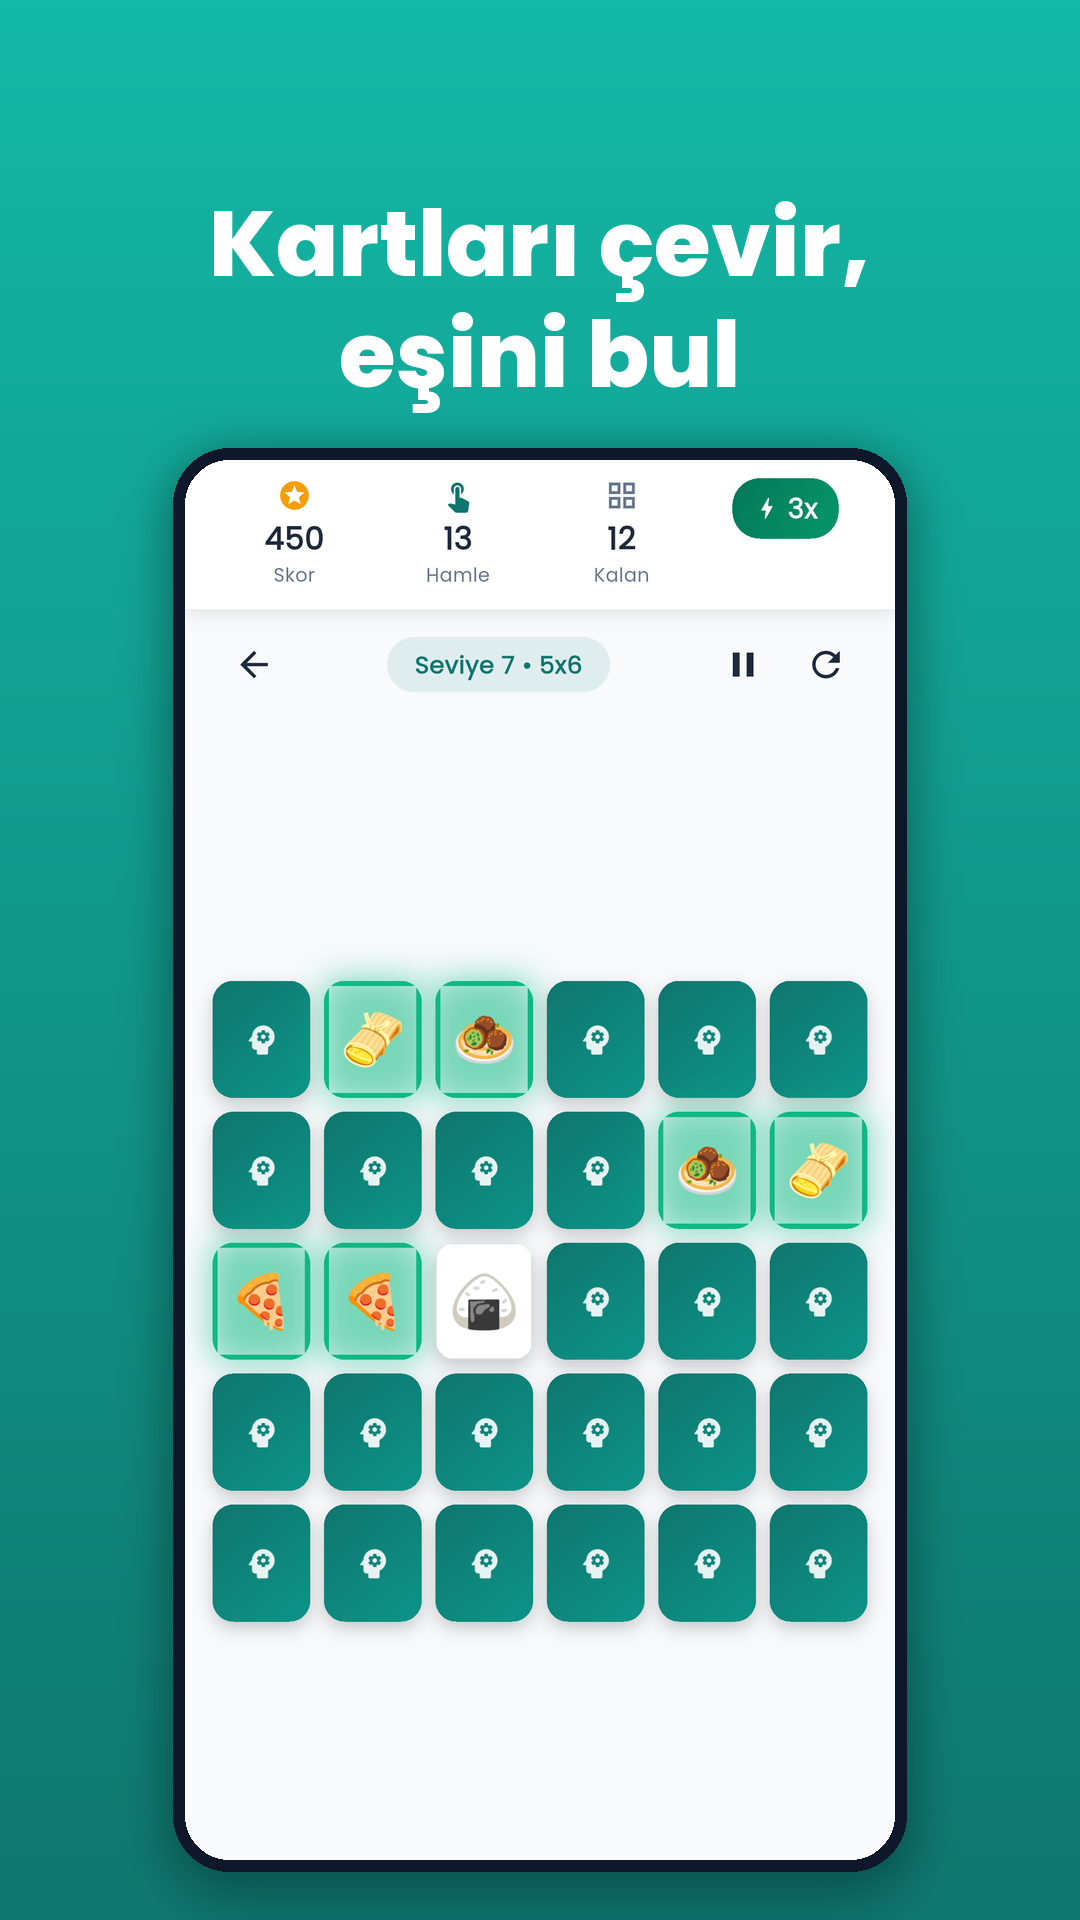 Kartları çevir,
eşini bul
450
Skor
13
Hamle
12
Kalan
3x
Seviye 7 • 5x6